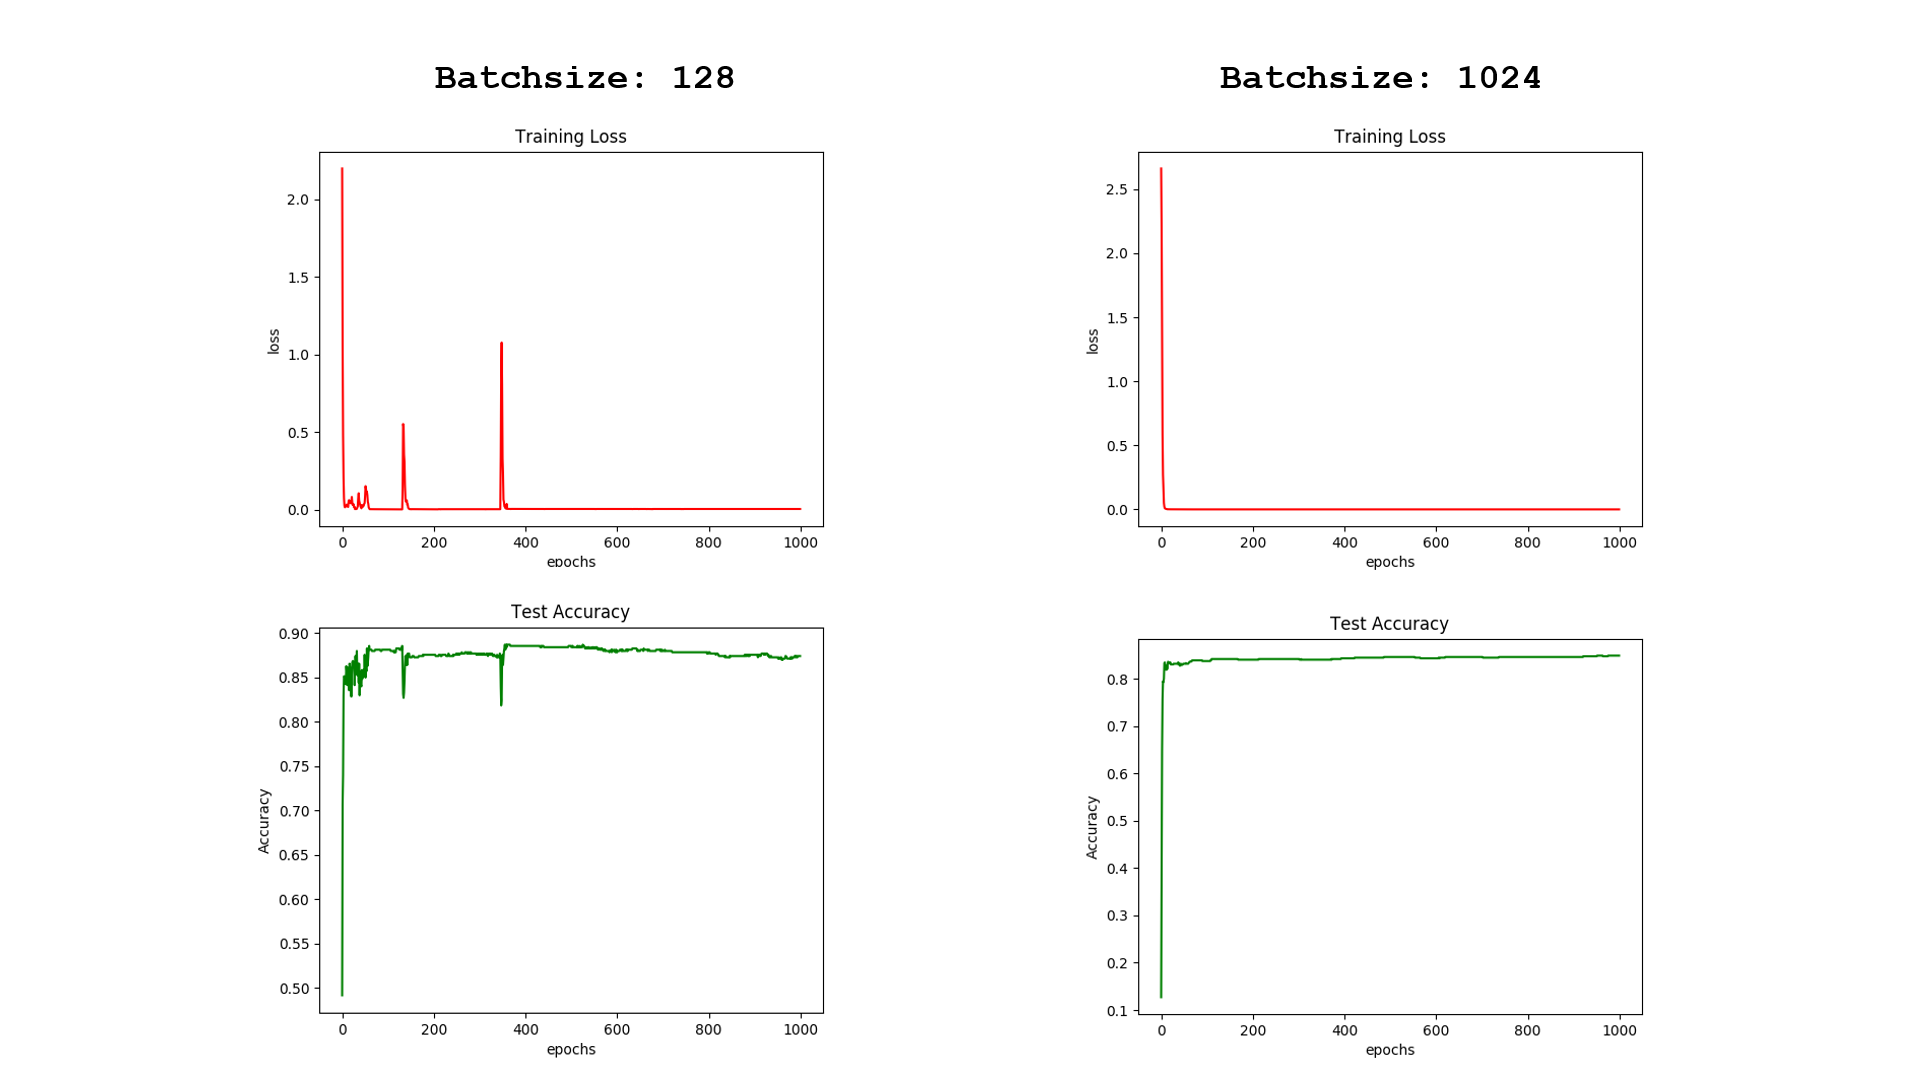 Batchsize: 128
Training Loss
2.0
1.5
1.0
0.5
0.0
loss
0 200 400 600 800 1000
epochs
Test Accuracy
0.90
0.85
0.80
0.75
0.70
0.65
0.60
0.55
0.50
Accuracy
0 200 400 600 800 1000
epochs
Batchsize: 1024
Training Loss
2.5
2.0
1.5
1.0
0.5
0.0
loss
0 200 400 600 800 1000
epochs
Test Accuracy
0.8
0.7
0.6
0.5
0.4
0.3
0.2
0.1
Accuracy
0 200 400 600 800 1000
epochs